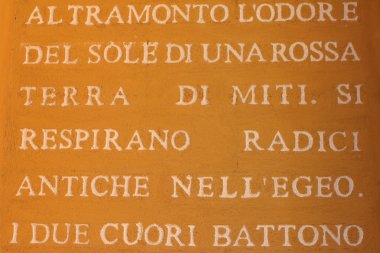 AL TRAMONTO L'ODORE
DEL SOLE DI UNA ROSSA
TERRA DI MITI. SI
RESPIRANO RADICI
ANTICHE NELL'EGEO.
I DUE CUORI BATTONO